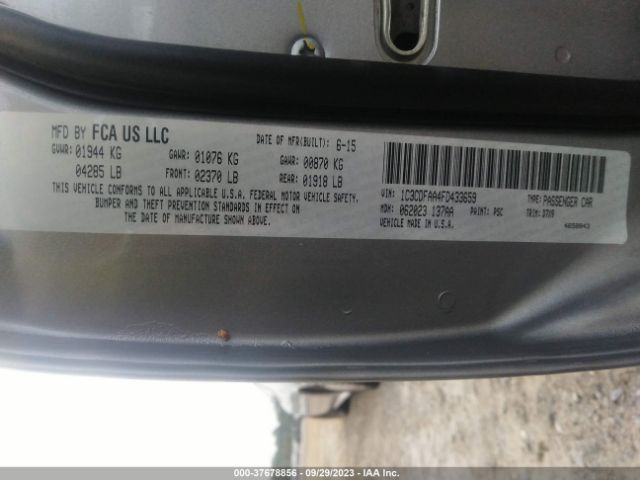 MFD BY FCA US LLC
DATE OF MFR(BUILT): 6-15
GVWR: 01944 KG GAWR: 01076 KG GAWR: 00870 KG
04285 LB FRONT: 02370 LB REAR: 01918 LB
THIS VEHICLE CONFORMS TO ALL APPLICABLE U.S.A. FEDERAL MOTOR VEHICLE SAFETY,
BUMPER AND THEFT PREVENTION STANDARDS IN EFFECT ON
THE DATE OF MANUFACTURE SHOWN ABOVE.
VIN: 1C3CDFAA4FD433659 TYPE: PASSENGER CAR
MDH: 062023 137AA PAINT: PSC TRIM: D7X9
VEHICLE MADE IN U.S.A.
000-37678856 - 09/29/2023 - IAA Inc.